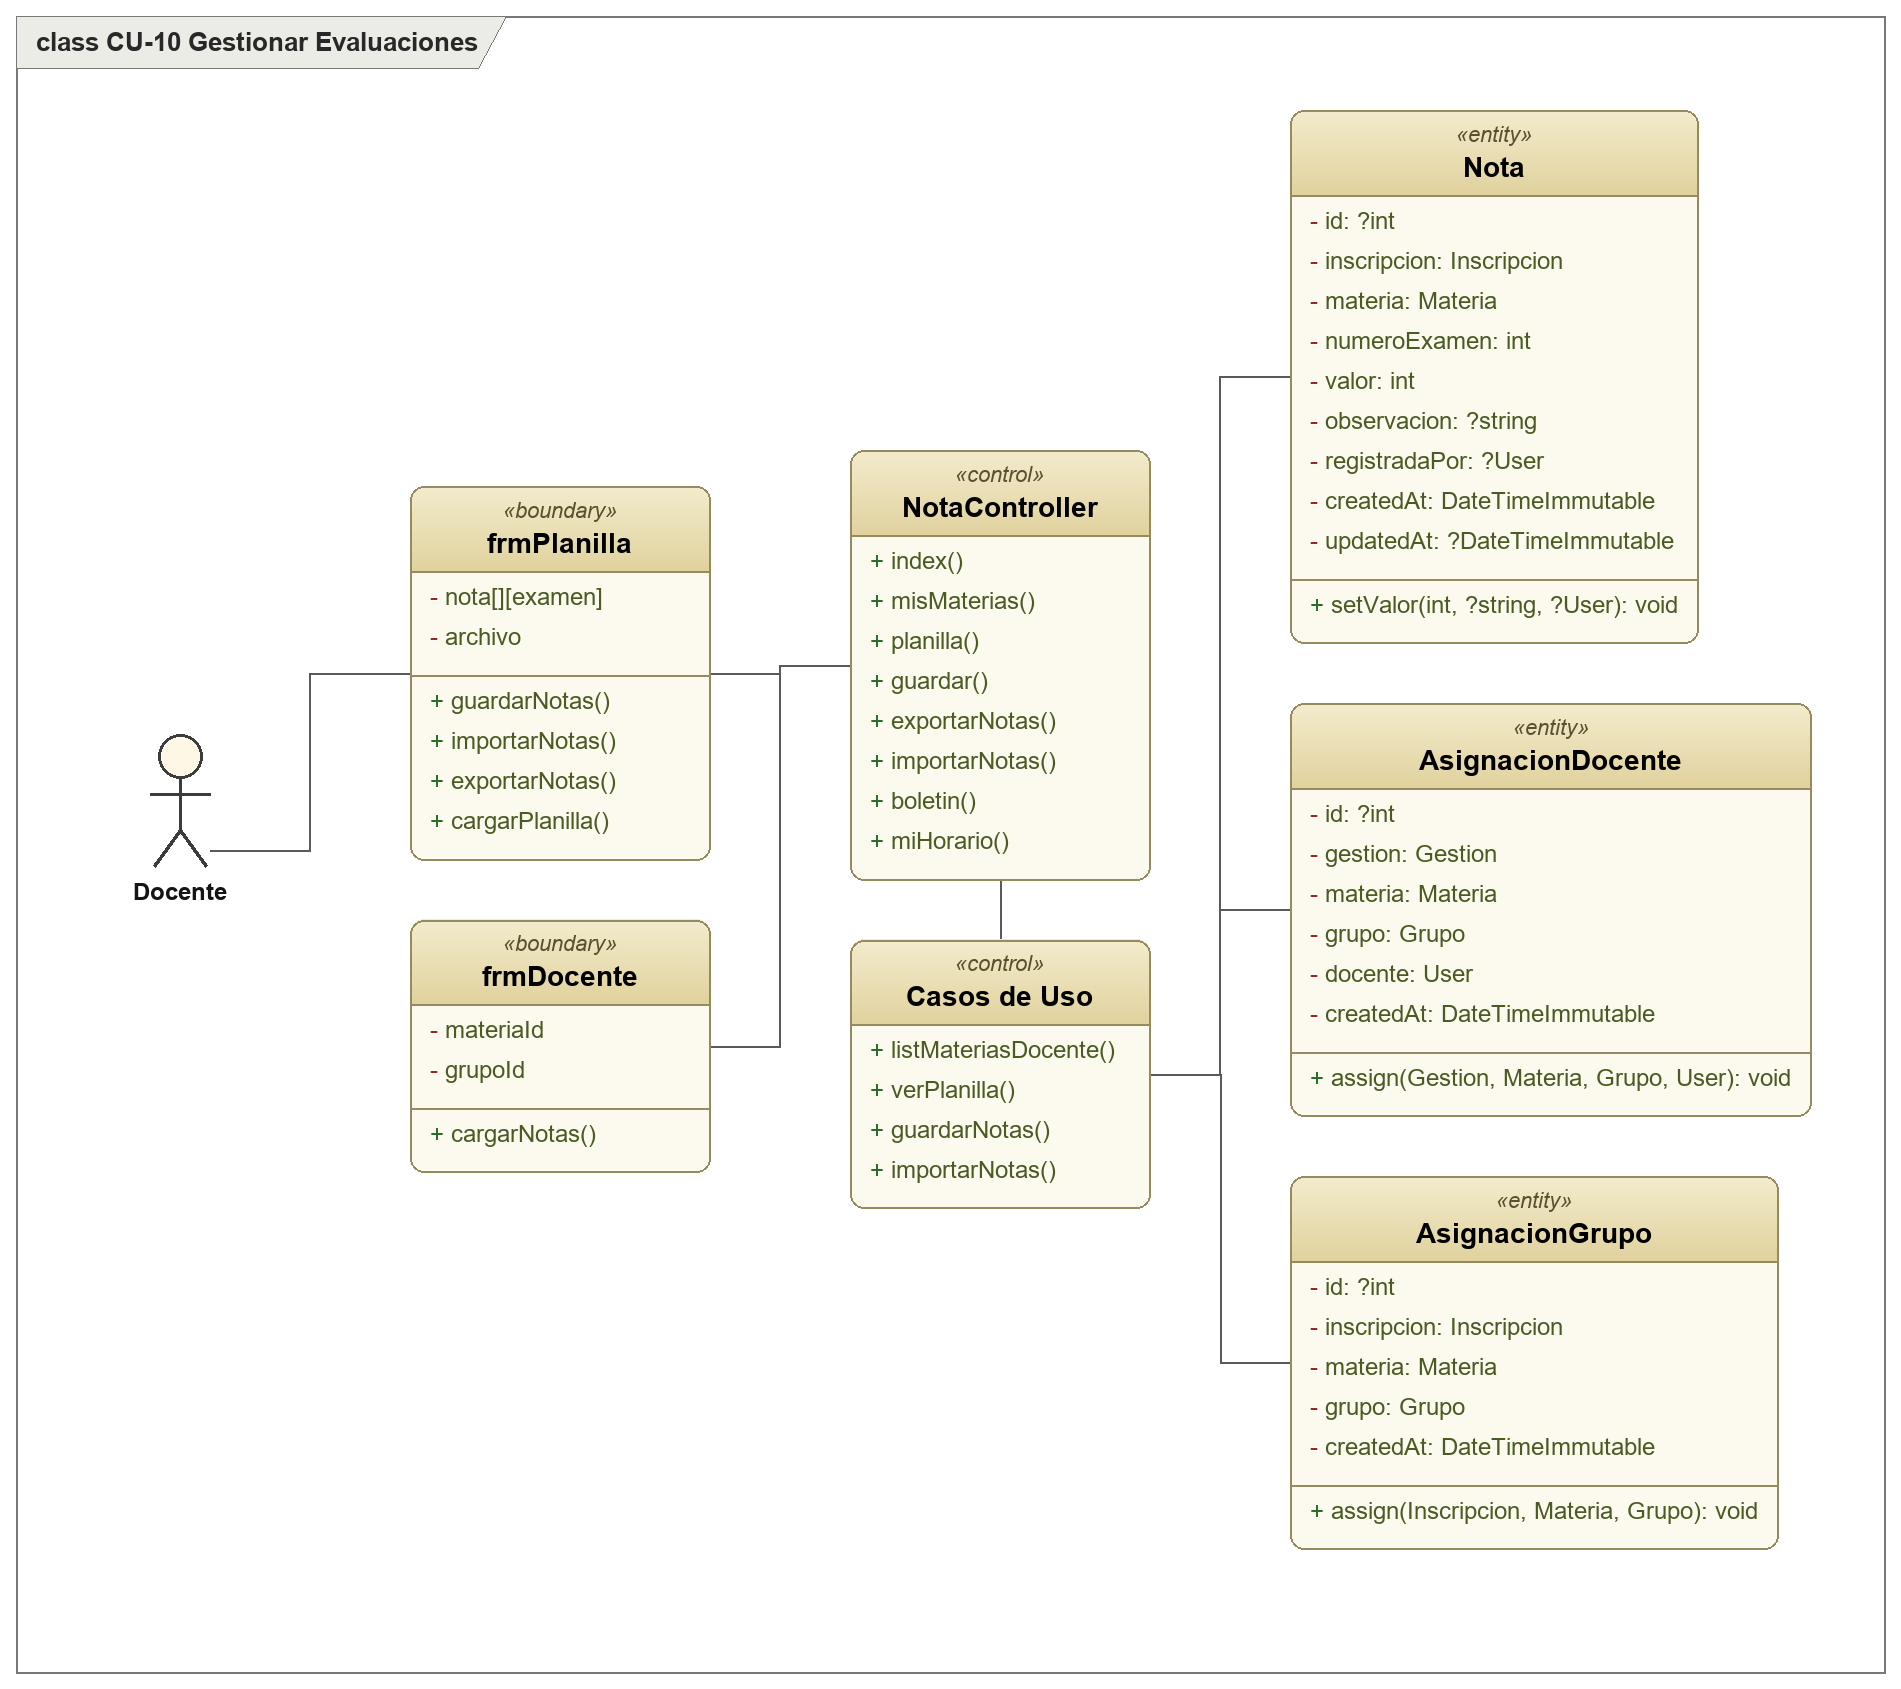 class CU-10 Gestionar Evaluaciones
«entity»
Nota
- id: ?int
- inscripcion: Inscripcion
- materia: Materia
- numeroExamen: int
- valor: int
- observacion: ?string
- registradaPor: ?User
- createdAt: DateTimeImmutable
- updatedAt: ?DateTimeImmutable
+ setValor(int, ?string, ?User): void
«control»
NotaController
+ index()
+ misMaterias()
+ planilla()
+ guardar()
+ exportarNotas()
+ importarNotas()
+ boletin()
+ miHorario()
«boundary»
frmPlanilla
- nota[][examen]
- archivo
+ guardarNotas()
+ importarNotas()
+ exportarNotas()
+ cargarPlanilla()
Docente
«entity»
AsignacionDocente
- id: ?int
- gestion: Gestion
- materia: Materia
- grupo: Grupo
- docente: User
- createdAt: DateTimeImmutable
+ assign(Gestion, Materia, Grupo, User): void
«boundary»
frmDocente
- materiaId
- grupoId
+ cargarNotas()
«control»
Casos de Uso
+ listMateriasDocente()
+ verPlanilla()
+ guardarNotas()
+ importarNotas()
«entity»
AsignacionGrupo
- id: ?int
- inscripcion: Inscripcion
- materia: Materia
- grupo: Grupo
- createdAt: DateTimeImmutable
+ assign(Inscripcion, Materia, Grupo): void